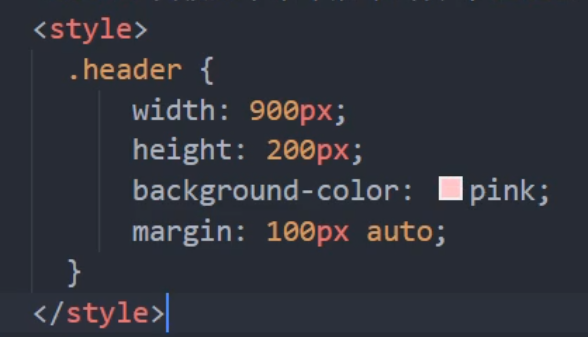 <style>
.header {
width: 900px;
height: 200px;
background-color: pink;
margin: 100px auto;
}
</style>